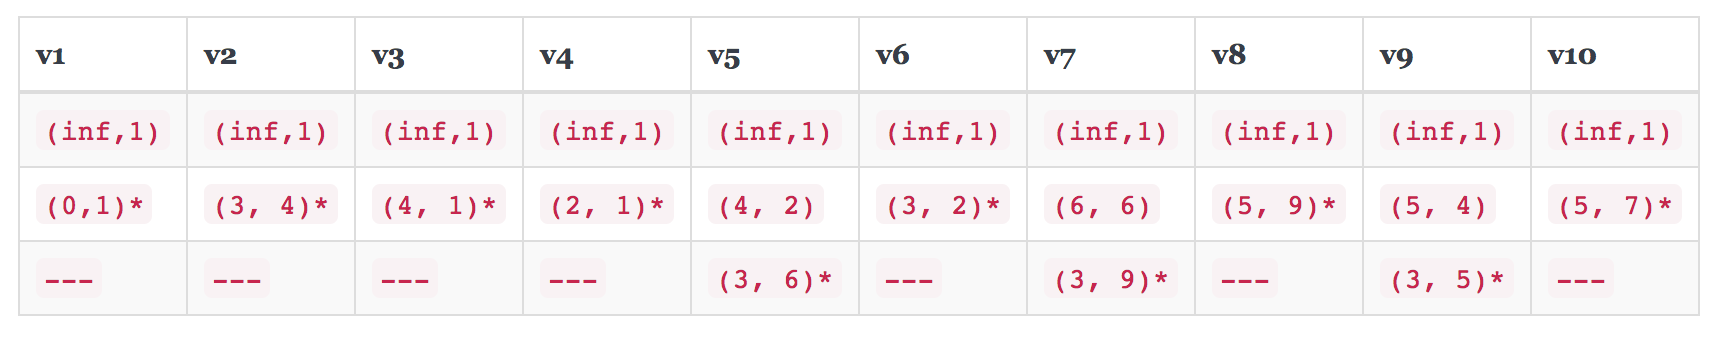 v1 v2 v3 v4 v5 v6 v7 v8 v9 v10
(inf,1) (inf,1) (inf,1) (inf,1) (inf,1) (inf,1) (inf,1) (inf,1) (inf,1) (inf,1)
(0,1)* (3, 4)* (4, 1)* (2, 1)* (4, 2) (3, 2)* (6, 6) (5, 9)* (5, 4) (5, 7)*
--- --- --- --- (3, 6)* --- (3, 9)* --- (3, 5)* ---